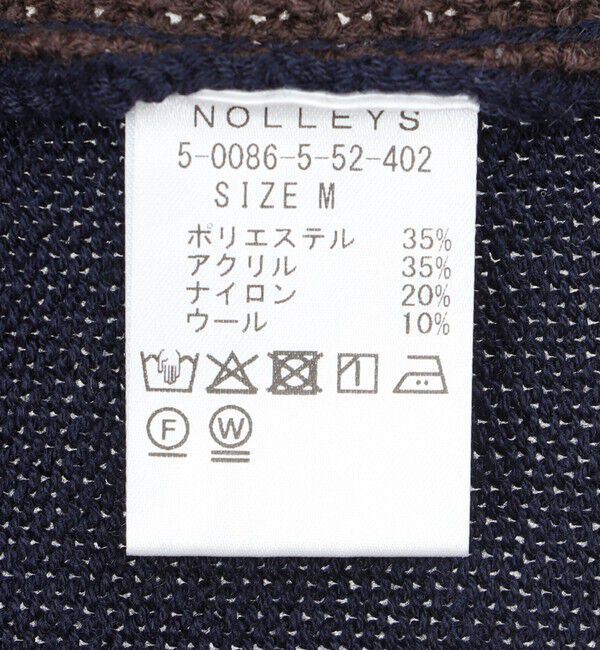 NOLLEYS
5-0086-5-52-402
SIZE M
ポリエステル 35%
アクリル 35%
ナイロン 20%
ウール 10%
F W